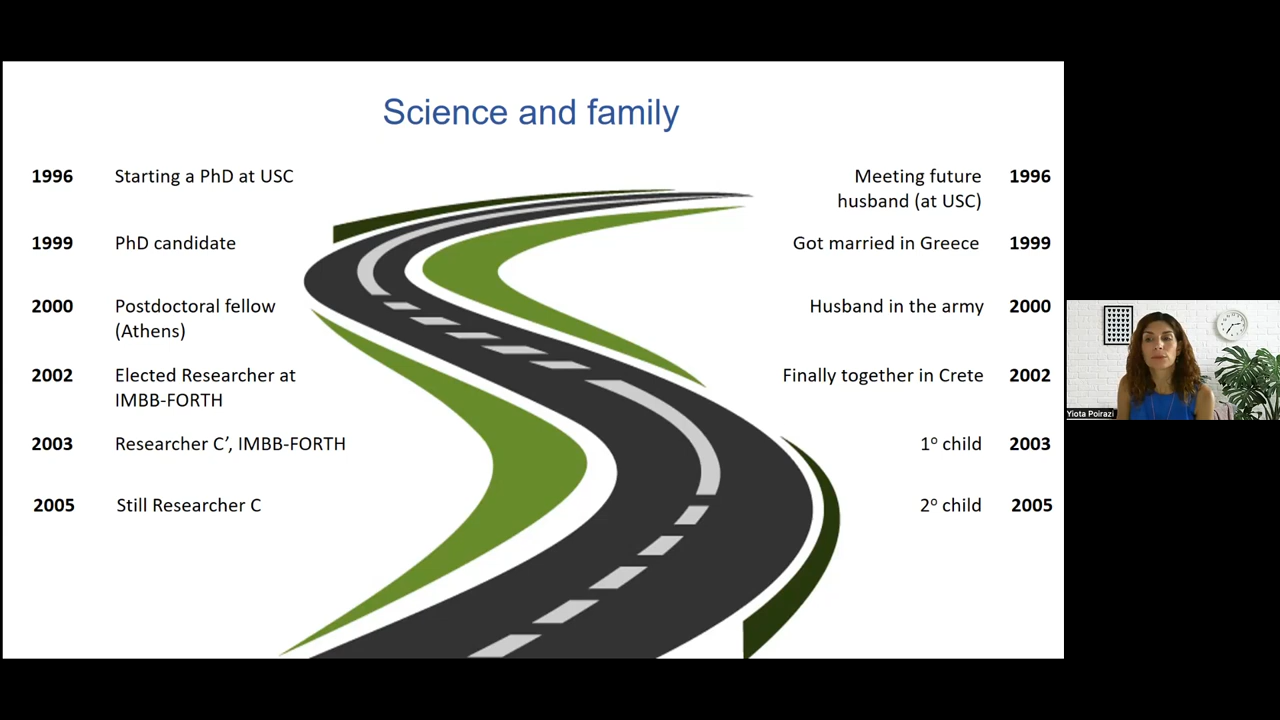 Science and family
1996 Starting a PhD at USC
Meeting future 1996
husband (at USC)
1999 PhD candidate
Got married in Greece 1999
2000 Postdoctoral fellow
(Athens)
Husband in the army 2000
2002 Elected Researcher at
IMBB-FORTH
Finally together in Crete 2002
2003 Researcher C’, IMBB-FORTH
1º child 2003
2005 Still Researcher C
2º child 2005
Yiota Poirazi